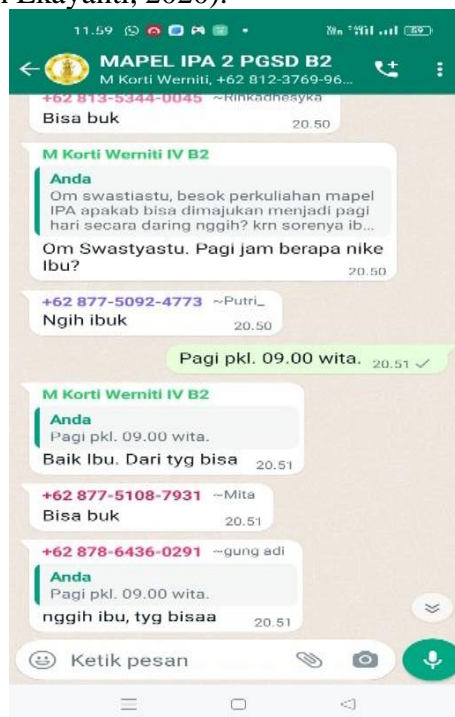 Ekayanti, 2020).
11.59
MAPEL IPA 2 PGSD B2
M Korti Werniti, +62 812-3769-96...
+62 813-5344-0045 ~Rinkadhesyka
Bisa buk
20.50
M Korti Werniti IV B2
Anda
Om swastiastu, besok perkuliahan mapel
IPA apakab bisa dimajukan menjadi pagi
hari secara daring nggih? krn sorenya ib...
Om Swastyastu. Pagi jam berapa nike
Ibu?
20.50
+62 877-5092-4773 ~Putri_
Ngih ibuk
20.50
Pagi pkl. 09.00 wita. 20.51
M Korti Werniti IV B2
Anda
Pagi pkl. 09.00 wita.
Baik Ibu. Dari tyg bisa 20.51
+62 877-5108-7931 ~Mita
Bisa buk
20.51
+62 878-6436-0291 ~gung adi
Anda
Pagi pkl. 09.00 wita.
nggih ibu, tyg bisaa
20.51
Ketik pesan